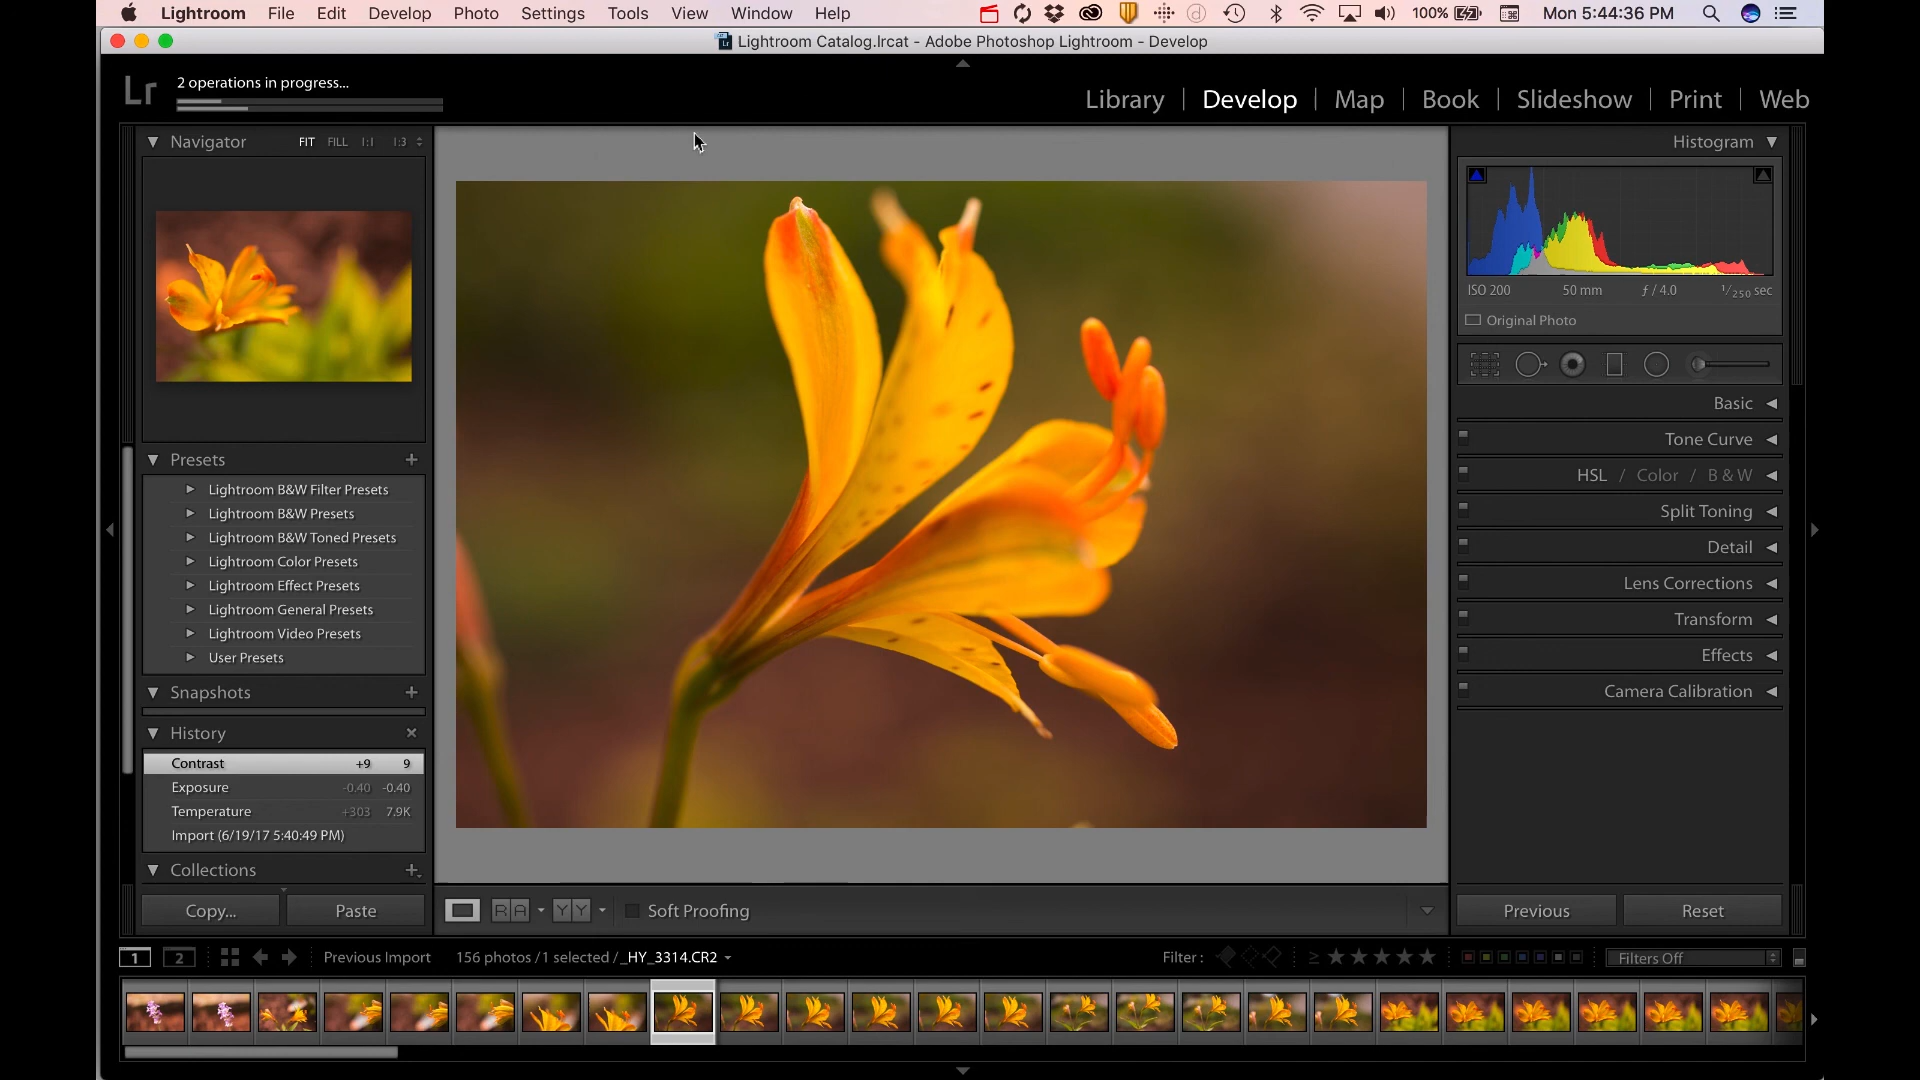 Lightroom File Edit Develop Photo Settings Tools View Window Help 100% Mon 5:44:36 PM
Lightroom Catalog.lrcat - Adobe Photoshop Lightroom - Develop
Lr 2 operations in progress...
Library | Develop | Map | Book | Slideshow | Print | Web
Navigator FIT FILL 1:1 1:3
Histogram
ISO 200 50 mm ƒ / 4.0 1/250 sec
Original Photo
Basic
Tone Curve
HSL / Color / B & W
Split Toning
Detail
Lens Corrections
Transform
Effects
Camera Calibration
Presets +
Lightroom B&W Filter Presets
Lightroom B&W Presets
Lightroom B&W Toned Presets
Lightroom Color Presets
Lightroom Effect Presets
Lightroom General Presets
Lightroom Video Presets
User Presets
Snapshots +
History ×
Contrast +9 9
Exposure -0.40 -0.40
Temperature +303 7.9K
Import (6/19/17 5:40:49 PM)
Collections +
Copy... Paste
R A Y Y Soft Proofing
Previous Reset
1 2 Previous Import 156 photos / 1 selected / _HY_3314.CR2 Filter : ≥ ★★★★★ Filters Off